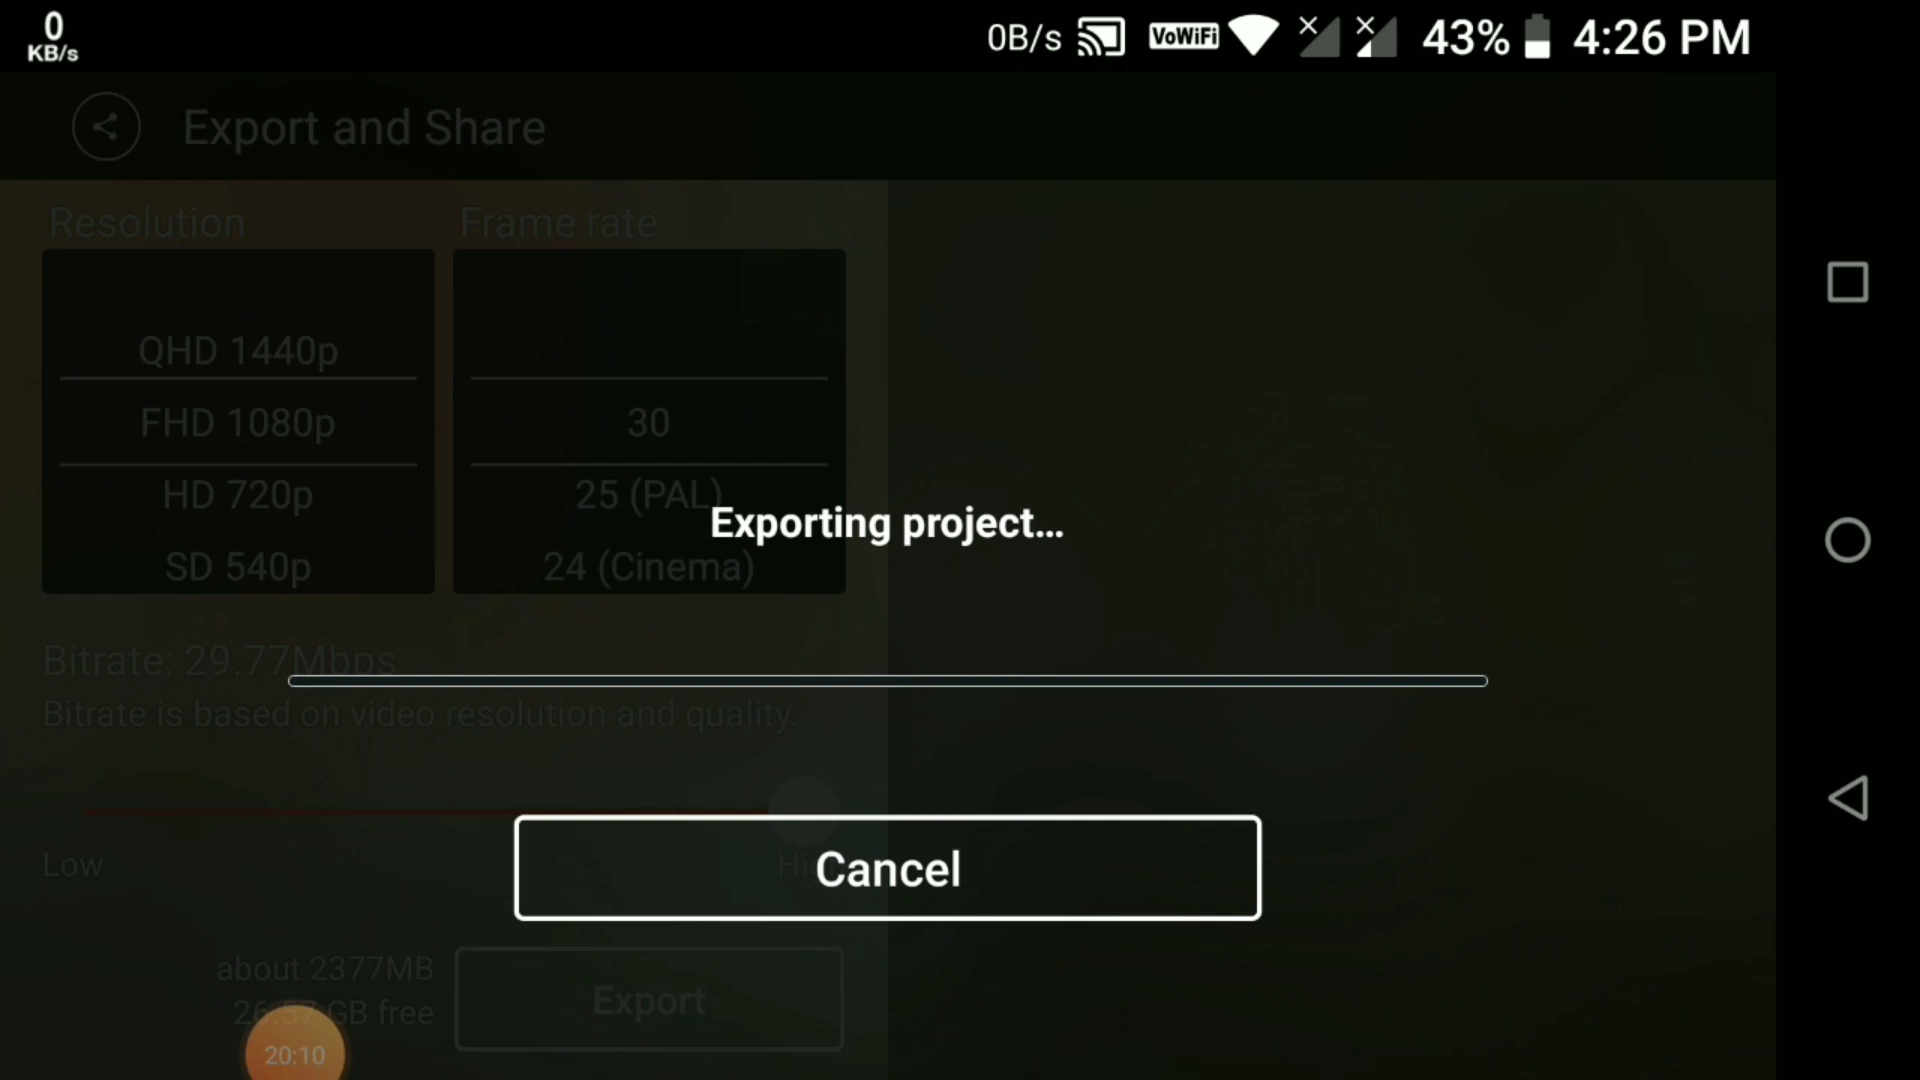 0
KB/s
0B/s VoWiFi 43% 4:26 PM
Export and Share
Resolution
Frame rate
QHD 1440p
FHD 1080p
HD 720p
SD 540p
30
25 (PAL)
24 (Cinema)
Exporting project...
Bitrate: 29.77Mbps
Bitrate is based on video resolution and quality.
Low
Cancel
about 2377MB
26.57 GB free
Export
20:10